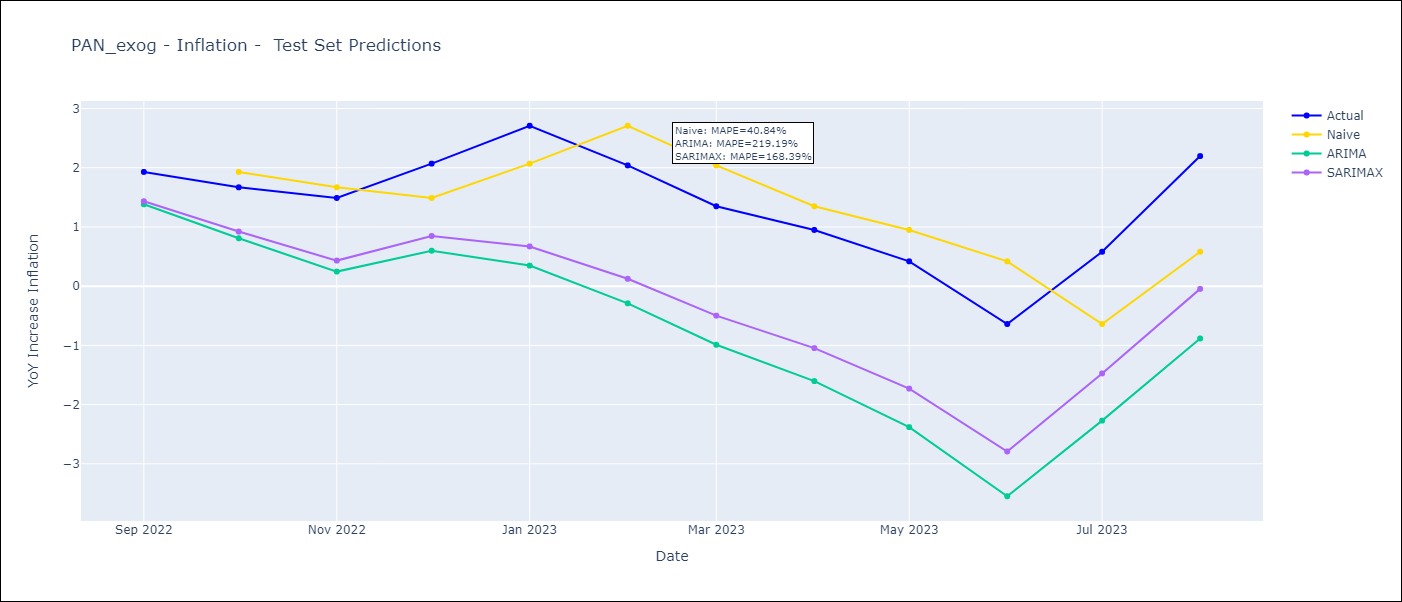 PAN_exog - Inflation -  Test Set Predictions
3
2
1
0
−1
−2
−3
YoY Increase Inflation
Naive: MAPE=40.84%
ARIMA: MAPE=219.19%
SARIMAX: MAPE=168.39%
Actual
Naive
ARIMA
SARIMAX
Sep 2022
Nov 2022
Jan 2023
Mar 2023
May 2023
Jul 2023
Date